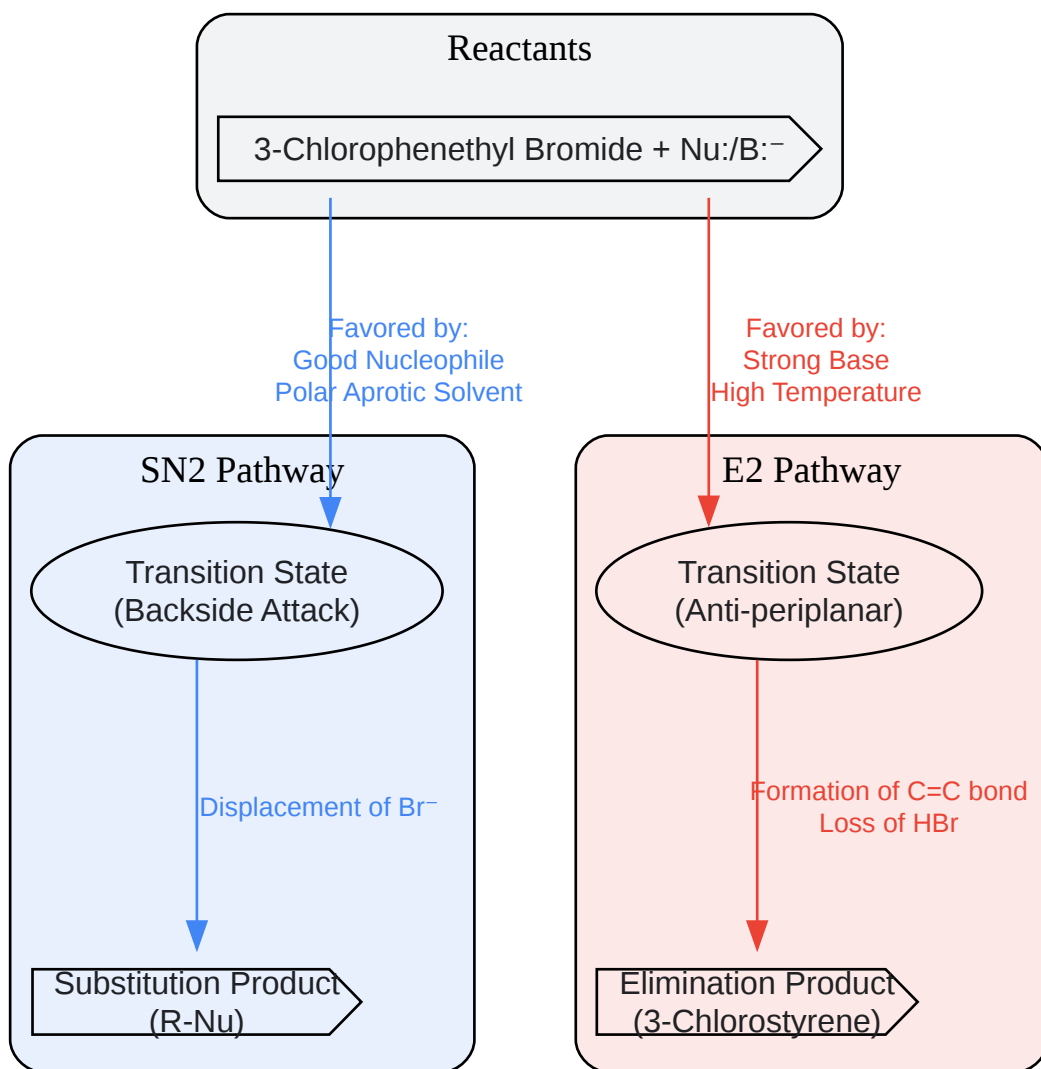 Reactants
3-Chlorophenethyl Bromide + Nu:/B:⁻
Favored by:
Good Nucleophile
Polar Aprotic Solvent
Favored by:
Strong Base
High Temperature
SN2 Pathway
Transition State
(Backside Attack)
Displacement of Br⁻
Substitution Product
(R-Nu)
E2 Pathway
Transition State
(Anti-periplanar)
Formation of C=C bond
Loss of HBr
Elimination Product
(3-Chlorostyrene)